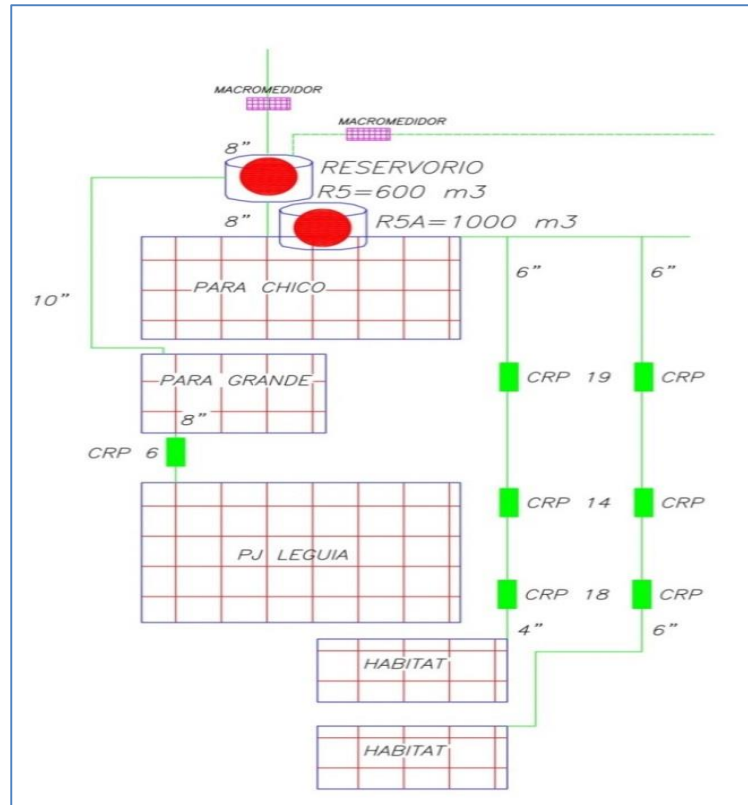 MACROMEDIDOR
MACROMEDIDOR
8"
RESERVORIO
R5=600 m3
8"
R5A=1000 m3
PARA CHICO
6"
6"
10"
PARA GRANDE
CRP 19
CRP
8"
CRP 6
CRP 14
CRP
PJ LEGUIA
CRP 18
CRP
4"
6"
HABITAT
HABITAT